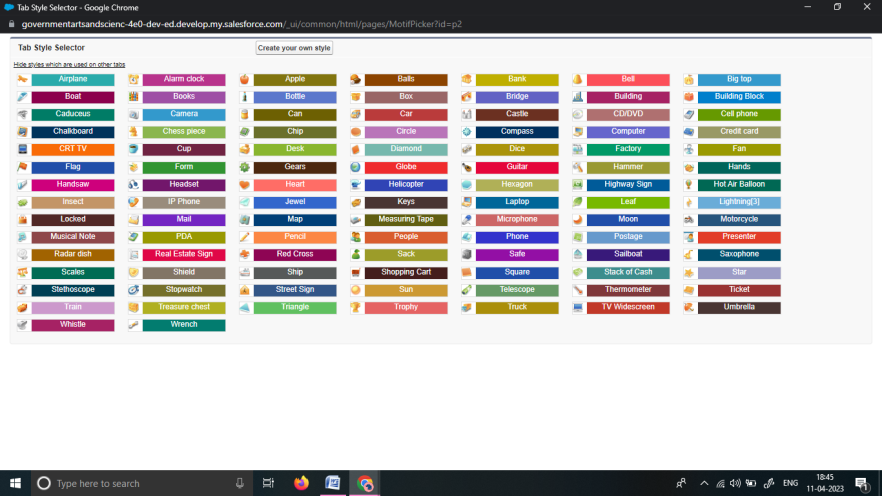 Tab Style Selector - Google Chrome
governmentartsandscienc-4e0-dev-ed.develop.my.salesforce.com/_ui/common/html/pages/MotifPicker?id=p2
Tab Style Selector Create your own style
Hide styles which are used on other tabs
Airplane Alarm clock Apple Balls Bank Bell Big top
Boat Books Bottle Box Bridge Building Building Block
Caduceus Camera Can Car Castle CD/DVD Cell phone
Chalkboard Chess piece Chip Circle Compass Computer Credit card
CRT TV Cup Desk Diamond Dice Factory Fan
Flag Form Gears Globe Guitar Hammer Hands
Handsaw Headset Heart Helicopter Hexagon Highway Sign Hot Air Balloon
Insect IP Phone Jewel Keys Laptop Leaf Lightning[3]
Locked Mail Map Measuring Tape Microphone Moon Motorcycle
Musical Note PDA Pencil People Phone Postage Presenter
Radar dish Real Estate Sign Red Cross Sack Safe Sailboat Saxophone
Scales Shield Ship Shopping Cart Square Stack of Cash Star
Stethoscope Stopwatch Street Sign Sun Telescope Thermometer Ticket
Train Treasure chest Triangle Trophy Truck TV Widescreen Umbrella
Whistle Wrench
Type here to search
ENG
18:45
11-04-2023
1